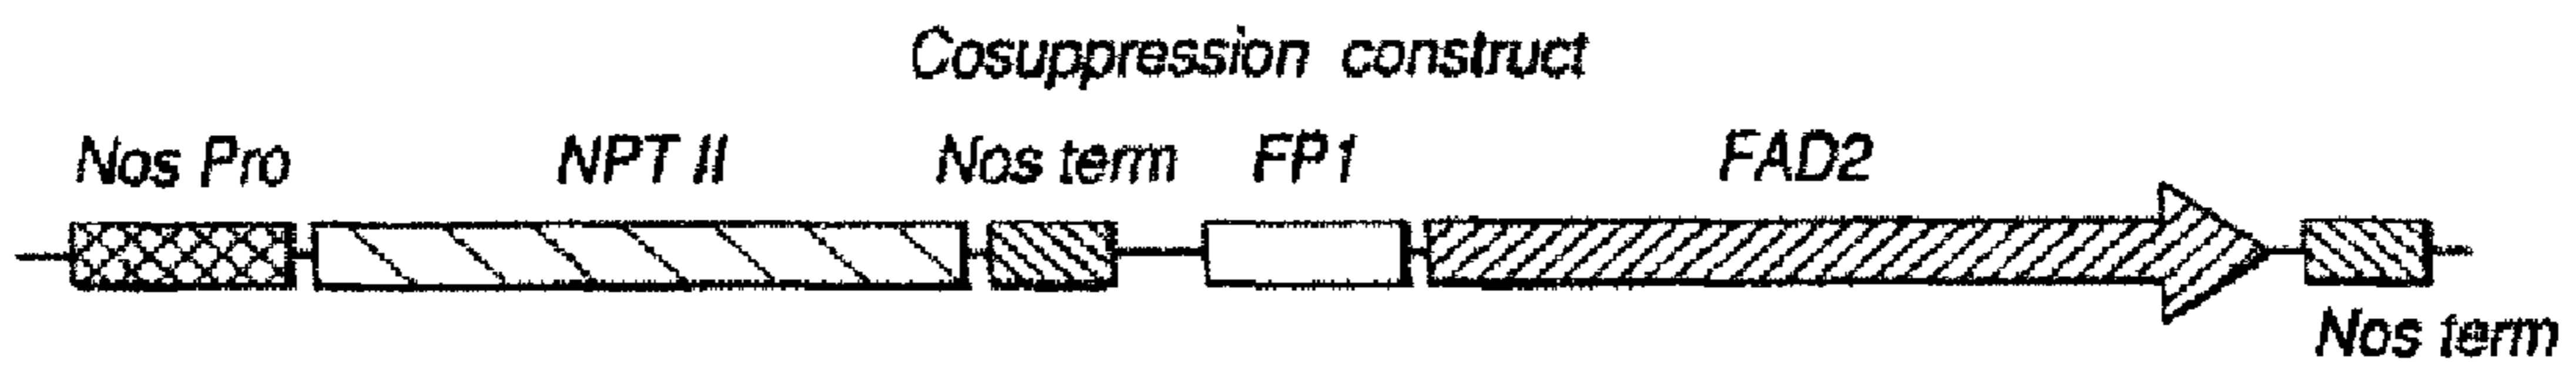 Cosuppression construct
Nos Pro NPT II Nos term FP1 FAD2
Nos term